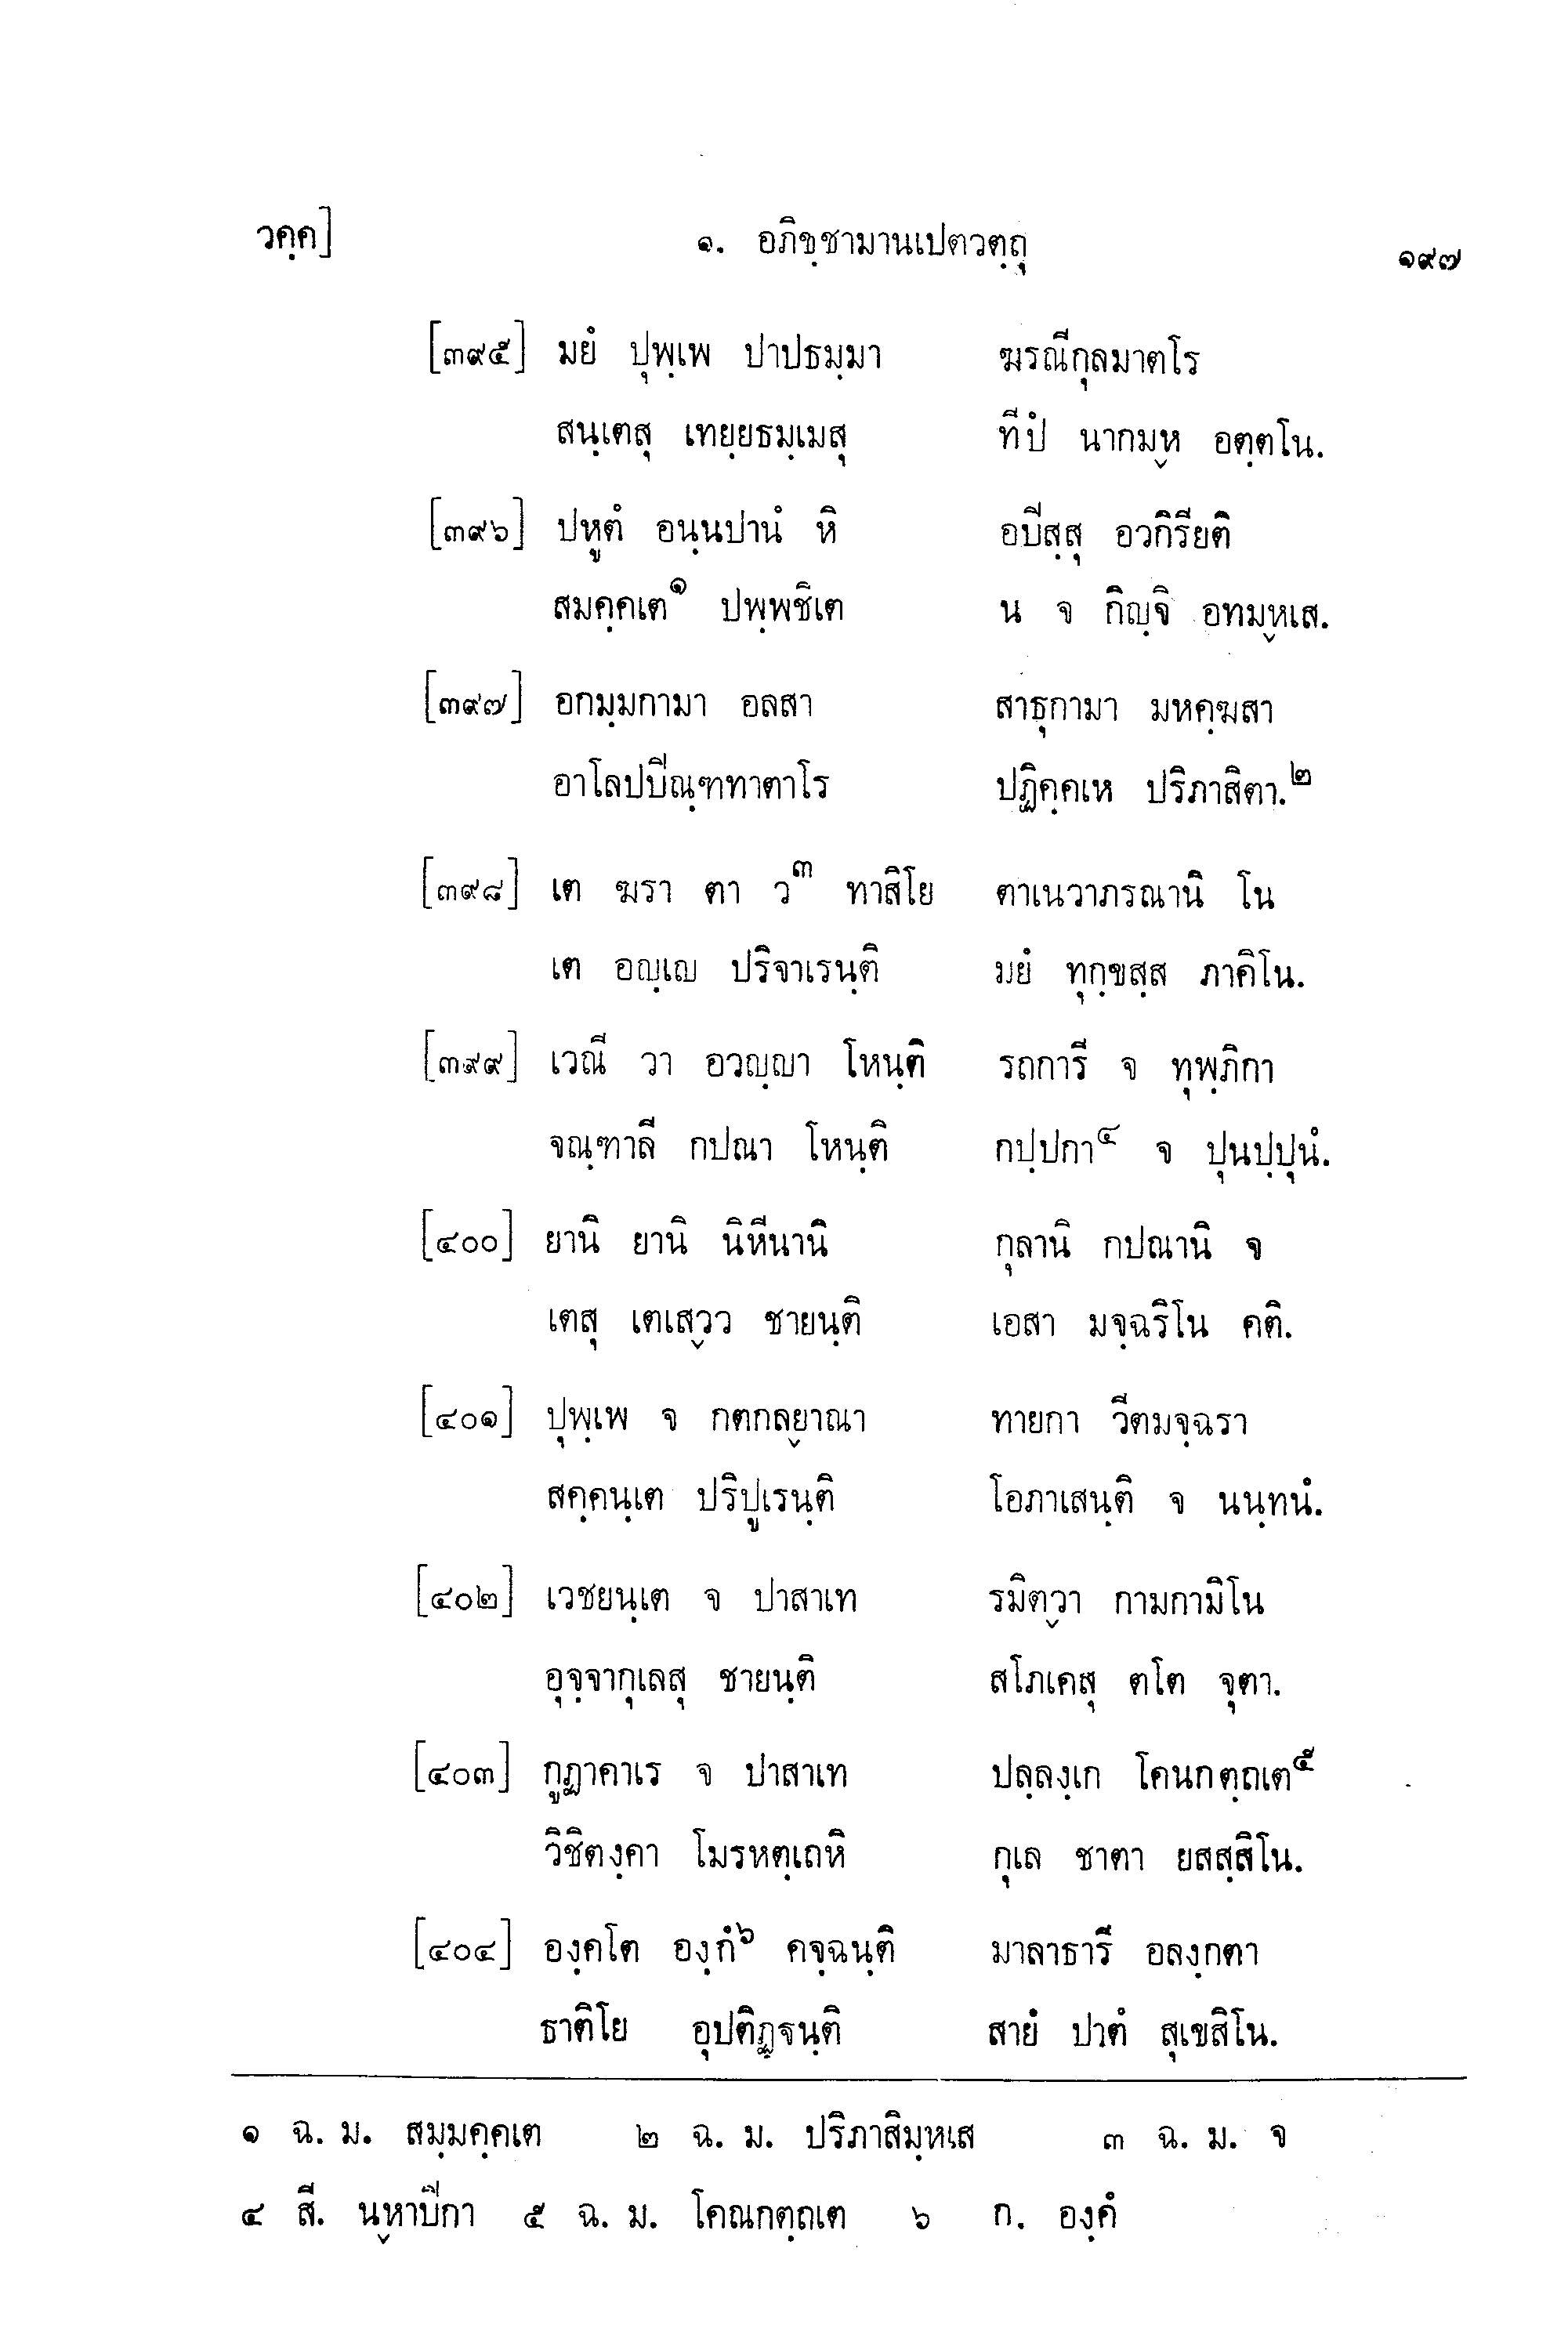 วคฺค] ๑. อภิชฺชามานเปตวตฺถุ ๑๙๗
[๓๙๕] มยํ ปุพฺเพ ปาปธมฺมา ฆรณีกุลมาตโร
สนฺเตสุ เทยฺยธมฺเมสุ ทีปํ นากมฺห อตฺตโน.
[๓๙๖] ปหูตํ อนฺนปานํ หิ อปีสฺสุ อวกิรียติ
สมคฺคเต๑ ปพฺพชิเต น จ กิญฺจิ อทมฺหเส.
[๓๙๗] อกมฺมกามา อลสา สาธุกามา มหคฺฆสา
อาโลปปิณฺฑทาตาโร ปฏิคฺคเห ปริภาสิตา.๒
[๓๙๘] เต ฆรา ตา ว๓ ทาสิโย ตาเนวาภรณานิ โน
เต อญฺเญ ปริจาเรนฺติ มยํ ทุกฺขสฺส ภาคิโน.
[๓๙๙] เวณี วา อวญฺญา โหนฺติ รถการี จ ทุพฺภิกา
จณฺฑาลี กปณา โหนฺติ กปฺปกา๔ จ ปุนปฺปุนํ.
[๔๐๐] ยานิ ยานิ นิหีนานิ กุลานิ กปณานิ จ
เตสุ เตเสฺวว ชายนฺติ เอสา มจฺฉริโน คติ.
[๔๐๑] ปุพฺเพ จ กตกลฺยาณา ทายกา วีตมจฺฉรา
สคฺคนฺเต ปริปูเรนฺติ โอภาเสนฺติ จ นนฺทนํ.
[๔๐๒] เวชยนฺเต จ ปาสาเท รมิตฺวา กามกามิโน
อุจฺจากุเลสุ ชายนฺติ สโภเคสุ ตโต จุตา.
[๔๐๓] กูฏาคาเร จ ปาสาเท ปลฺลงฺเก โคนกตฺถเต๕
วิชิตงฺคา โมรหตฺเถหิ กุเล ชาตา ยสสฺสิโน.
[๔๐๔] องฺคโต องฺกํ๖ คจฺฉนฺติ มาลาธารี อลงฺกตา
ธาติโย อุปติฏฺฐนฺติ สายํ ปาตํ สุเขสิโน.
๑ ฉ. ม. สมฺมคฺคเต ๒ ฉ. ม. ปริภาสิมฺหเส ๓ ฉ. ม. จ
๔ สี. นฺหาปิกา ๕ ฉ. ม. โคณกตฺถเต ๖ ก. องฺคํ